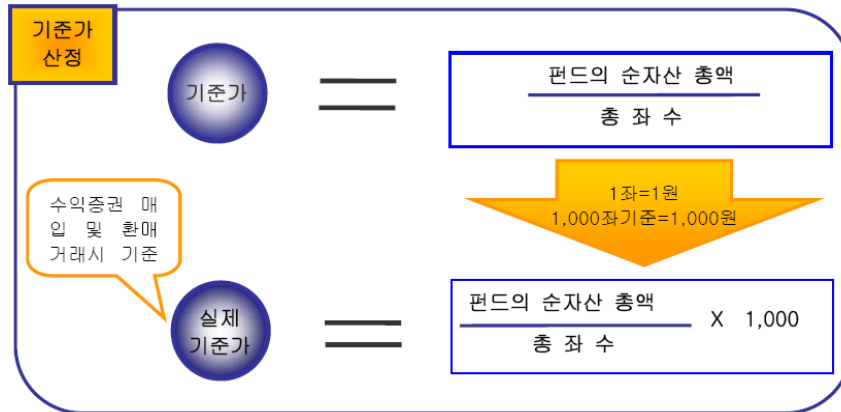 기준가
산정
기준가
펀드의 순자산 총액
총 좌 수
1좌=1원
1,000좌기준=1,000원
수익증권 매
입 및 환매
거래시 기준
실제
기준가
펀드의 순자산 총액
총 좌 수
X 1,000